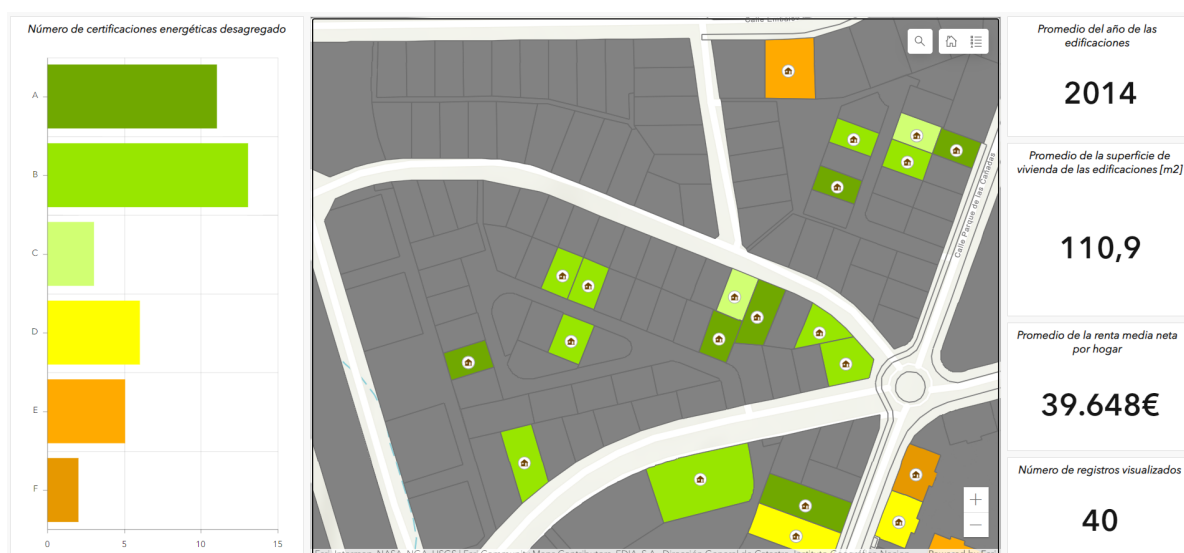 Número de certificaciones energéticas desagregado
A
B
C
D
E
F
0
5
10
15
Calle Parque de las Cañadas
Promedio del año de las
edificaciones
2014
Promedio de la superficie de
vivienda de las edificaciones [m2]
110,9
Promedio de la renta media neta
por hogar
39.648€
Número de registros visualizados
40